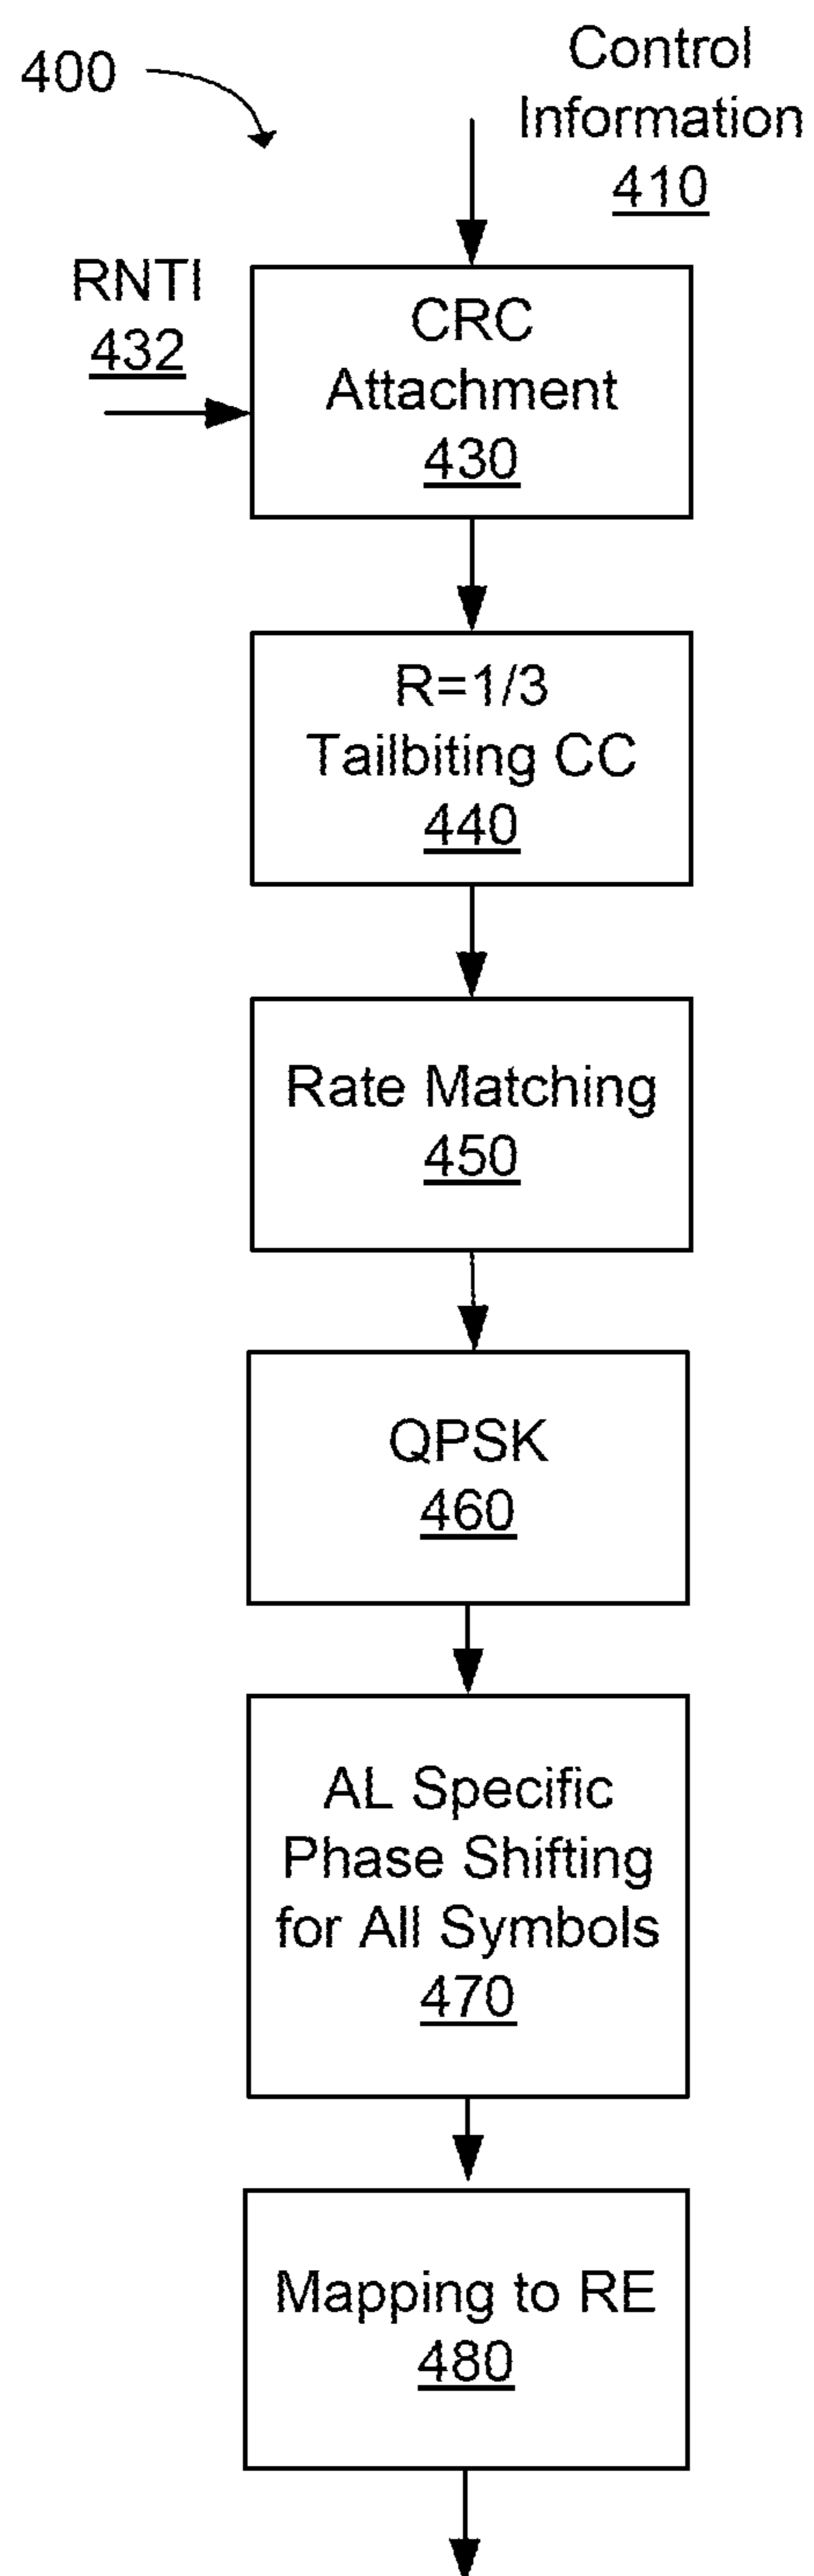 400
Control
Information
410
RNTI
432
CRC
Attachment
430
R=1/3
Tailbiting CC
440
Rate Matching
450
QPSK
460
AL Specific
Phase Shifting
for All Symbols
470
Mapping to RE
480